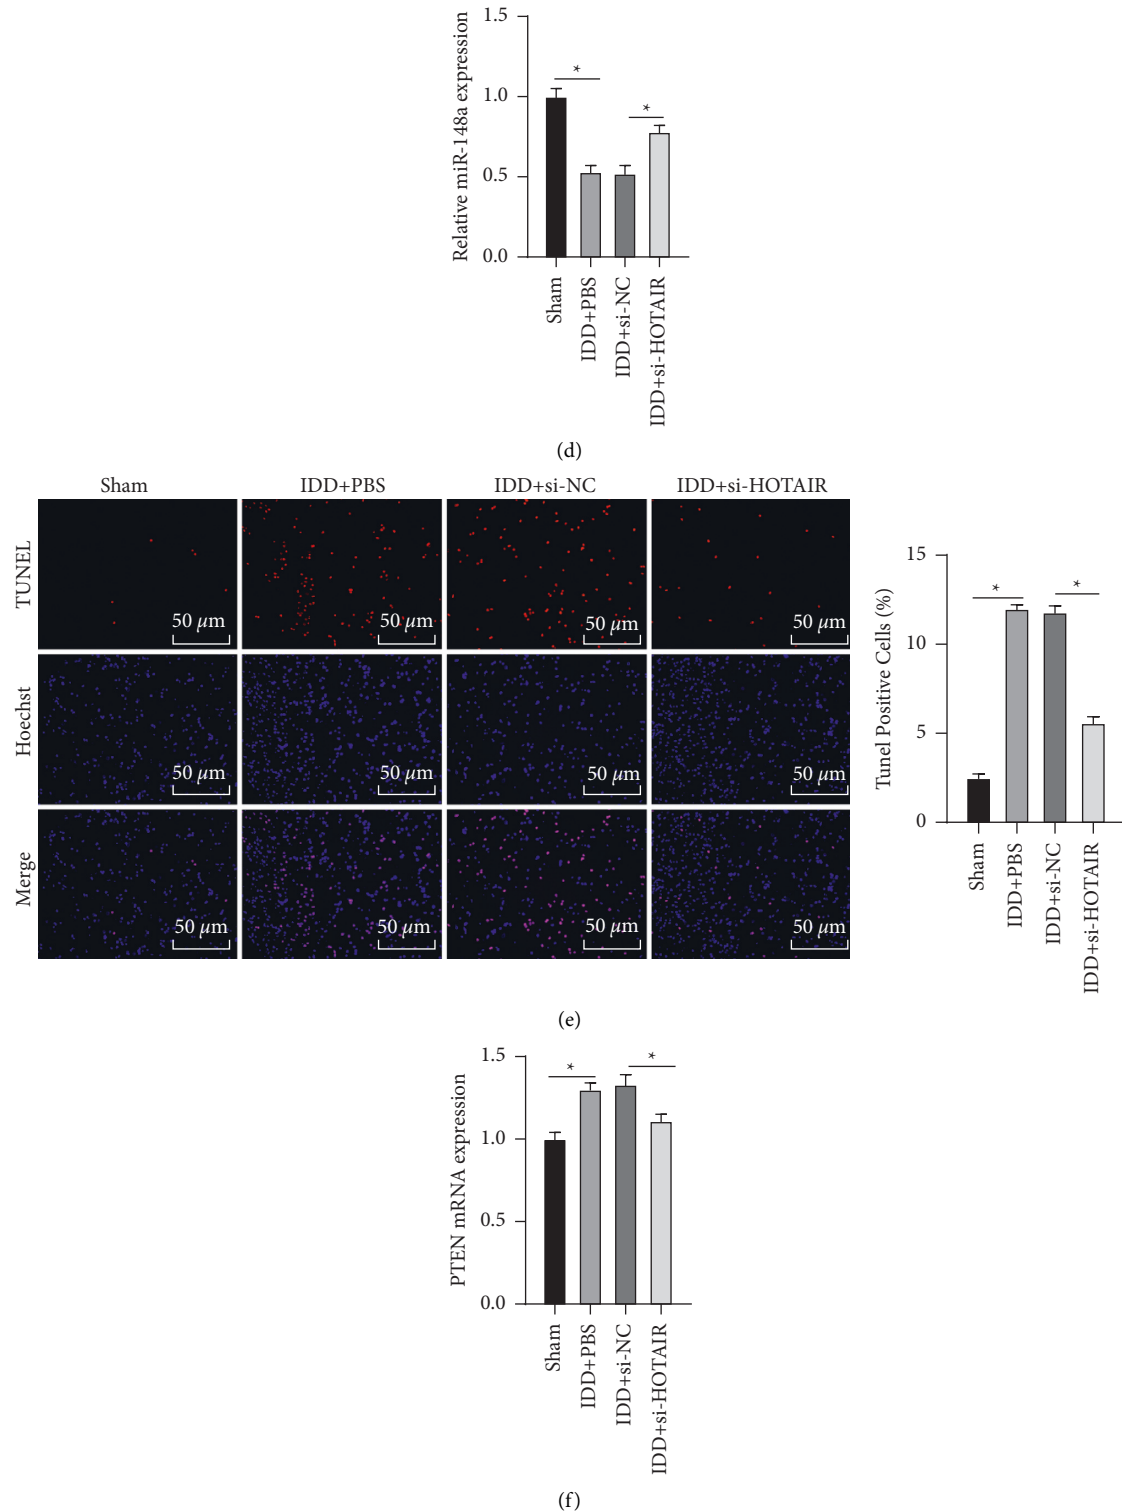 Relative miR-148a expression
1.5
1.0
0.5
0.0
*
*
Sham
IDD+PBS
IDD+si-NC
IDD+si-HOTAIR
(d)
Sham
IDD+PBS
IDD+si-NC
IDD+si-HOTAIR
TUNEL
50 μm
50 μm
50 μm
50 μm
Hoechst
50 μm
50 μm
50 μm
50 μm
Merge
50 μm
50 μm
50 μm
50 μm
Tunel Positive Cells (%)
15
10
5
0
*
*
Sham
IDD+PBS
IDD+si-NC
IDD+si-HOTAIR
(e)
PTEN mRNA expression
1.5
1.0
0.5
0.0
*
*
Sham
IDD+PBS
IDD+si-NC
IDD+si-HOTAIR
(f)